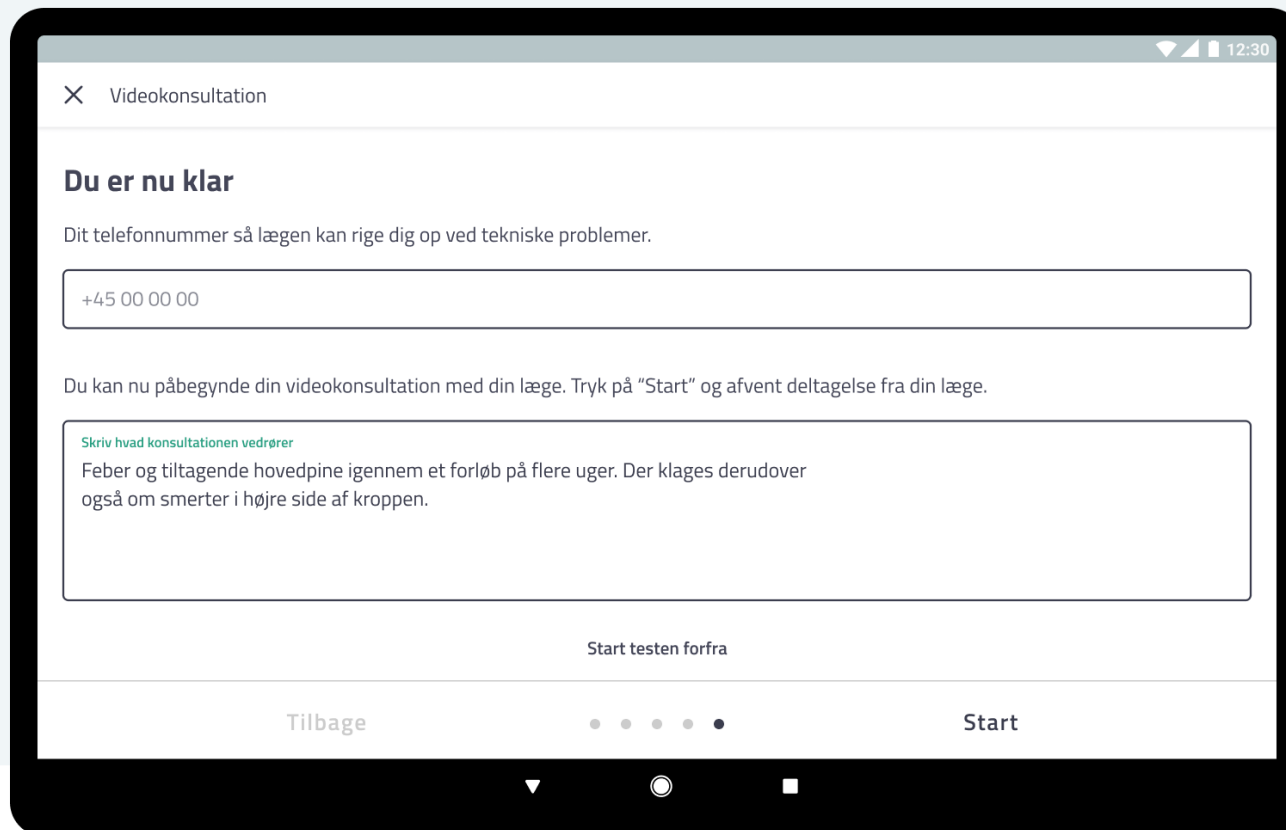 12:30
Videokonsultation
Du er nu klar
Dit telefonnummer så lægen kan rige dig op ved tekniske problemer.
+45 00 00 00
Du kan nu påbegynde din videokonsultation med din læge. Tryk på “Start” og afvent deltagelse fra din læge.
Skriv hvad konsultationen vedrører
Feber og tiltagende hovedpine igennem et forløb på flere uger. Der klages derudover
også om smerter i højre side af kroppen.
Start testen forfra
Tilbage
Start